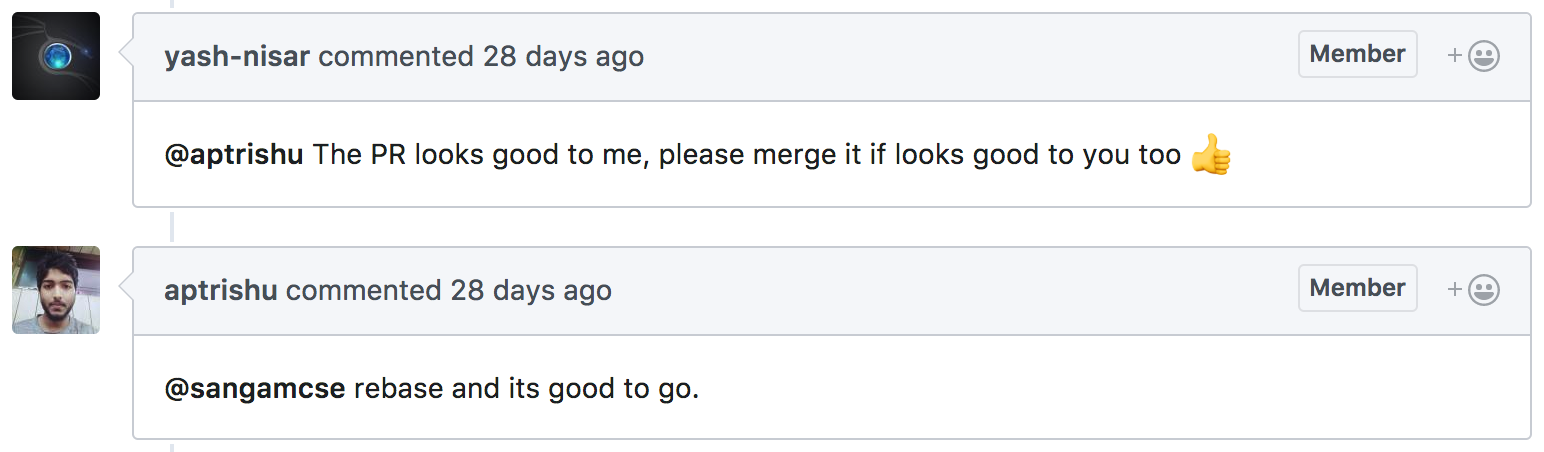 yash-nisar commented 28 days ago Member +
@aptrishu The PR looks good to me, please merge it if looks good to you too 👍
aptrishu commented 28 days ago Member +
@sangamcse rebase and its good to go.